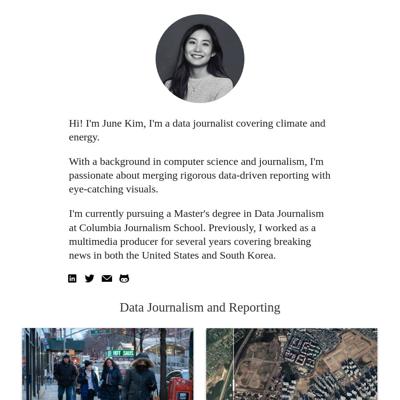 Hi! I'm June Kim, I'm a data journalist covering climate and
energy.
With a background in computer science and journalism, I'm
passionate about merging rigorous data-driven reporting with
eye-catching visuals.
I'm currently pursuing a Master's degree in Data Journalism
at Columbia Journalism School. Previously, I worked as a
multimedia producer for several years covering breaking
news in both the United States and South Korea.
Data Journalism and Reporting